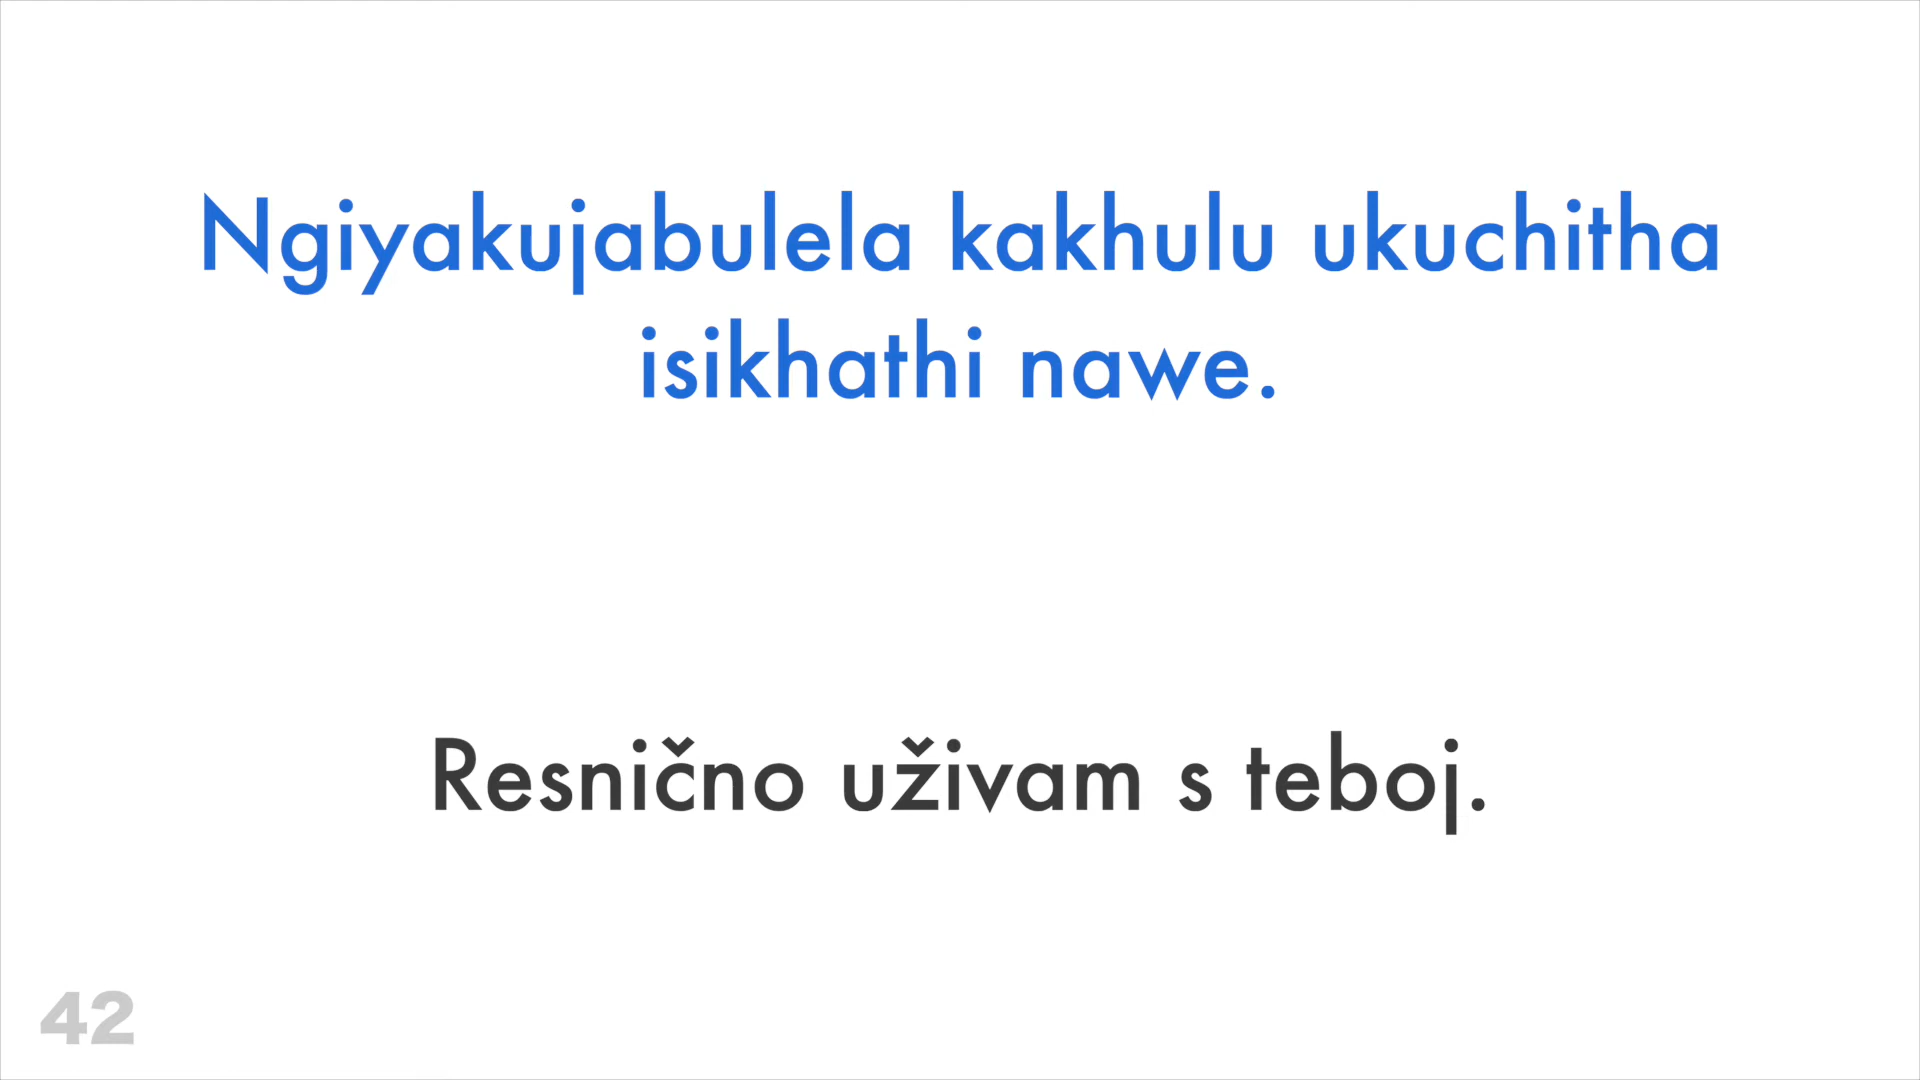 Ngiyakujabulela kakhulu ukuchitha
isikhathi nawe.
Resnično uživam s teboj.
42